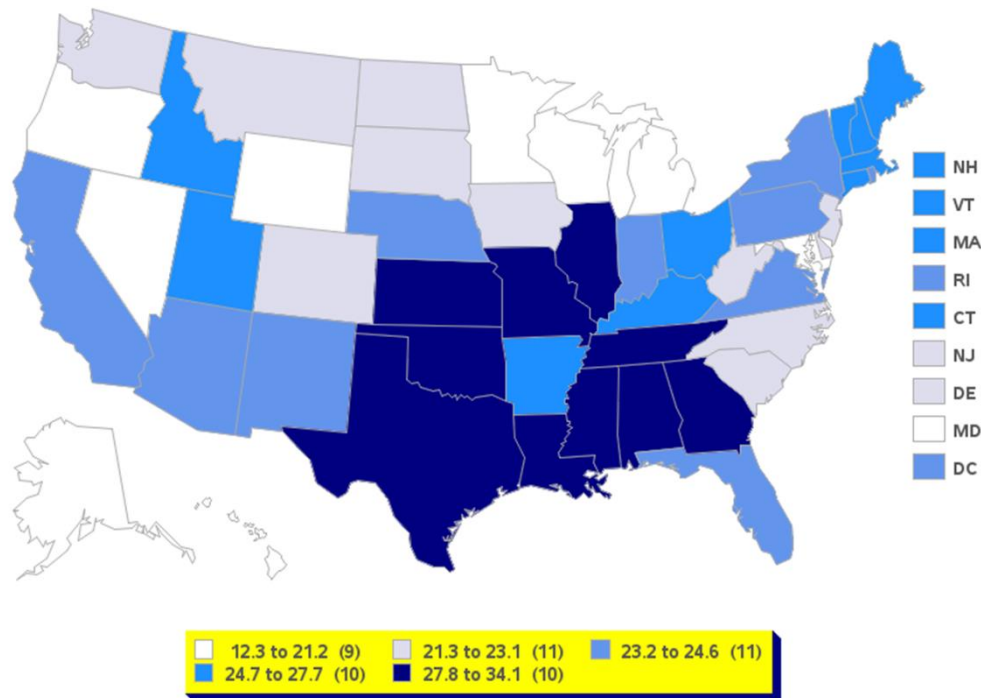 NH
VT
MA
RI
CT
NJ
DE
MD
DC
12.3 to 21.2 (9) 21.3 to 23.1 (11) 23.2 to 24.6 (11)
24.7 to 27.7 (10) 27.8 to 34.1 (10)